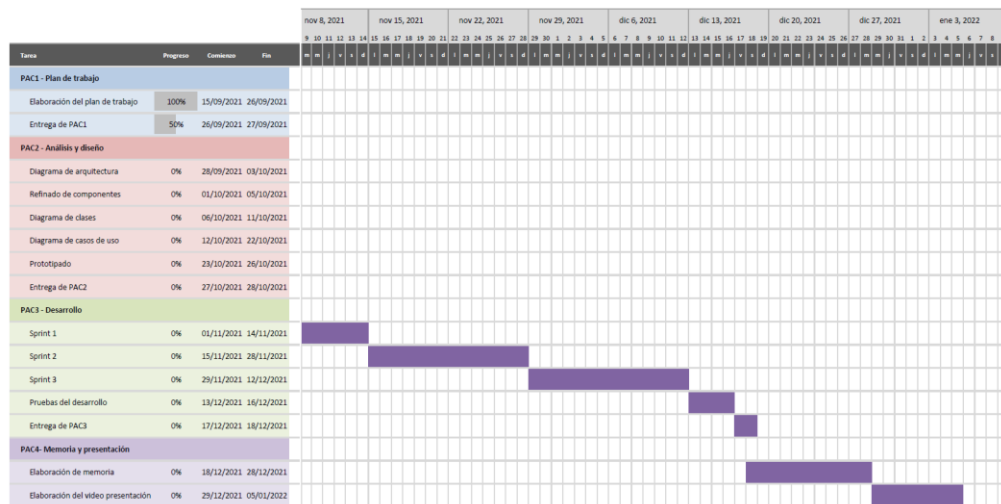 nov 8, 2021 nov 15, 2021 nov 22, 2021 nov 29, 2021 dic 6, 2021 dic 13, 2021 dic 20, 2021 dic 27, 2021 ene 3, 2022
9 10 11 12 13 14 15 16 17 18 19 20 21 22 23 24 25 26 27 28 29 30 1 2 3 4 5 6 7 8 9 10 11 12 13 14 15 16 17 18 19 20 21 22 23 24 25 26 27 28 29 30 31 1 2 3 4 5 6 7 8
Tarea Progreso Comienzo Fin m m j v s d l m m j v s d l m m j v s d l m m j v s d l m m j v s d l m m j v s d l m m j v s d l m m j v s d l m m j v s
PAC1 - Plan de trabajo
Elaboración del plan de trabajo 100% 15/09/2021 26/09/2021
Entrega de PAC1 50% 26/09/2021 27/09/2021
PAC2 - Análisis y diseño
Diagrama de arquitectura 0% 28/09/2021 03/10/2021
Refinado de componentes 0% 01/10/2021 05/10/2021
Diagrama de clases 0% 06/10/2021 11/10/2021
Diagrama de casos de uso 0% 12/10/2021 22/10/2021
Prototipado 0% 23/10/2021 26/10/2021
Entrega de PAC2 0% 27/10/2021 28/10/2021
PAC3 - Desarrollo
Sprint 1 0% 01/11/2021 14/11/2021
Sprint 2 0% 15/11/2021 28/11/2021
Sprint 3 0% 29/11/2021 12/12/2021
Pruebas del desarrollo 0% 13/12/2021 16/12/2021
Entrega de PAC3 0% 17/12/2021 18/12/2021
PAC4- Memoria y presentación
Elaboración de memoria 0% 18/12/2021 28/12/2021
Elaboración del video presentación 0% 29/12/2021 05/01/2022